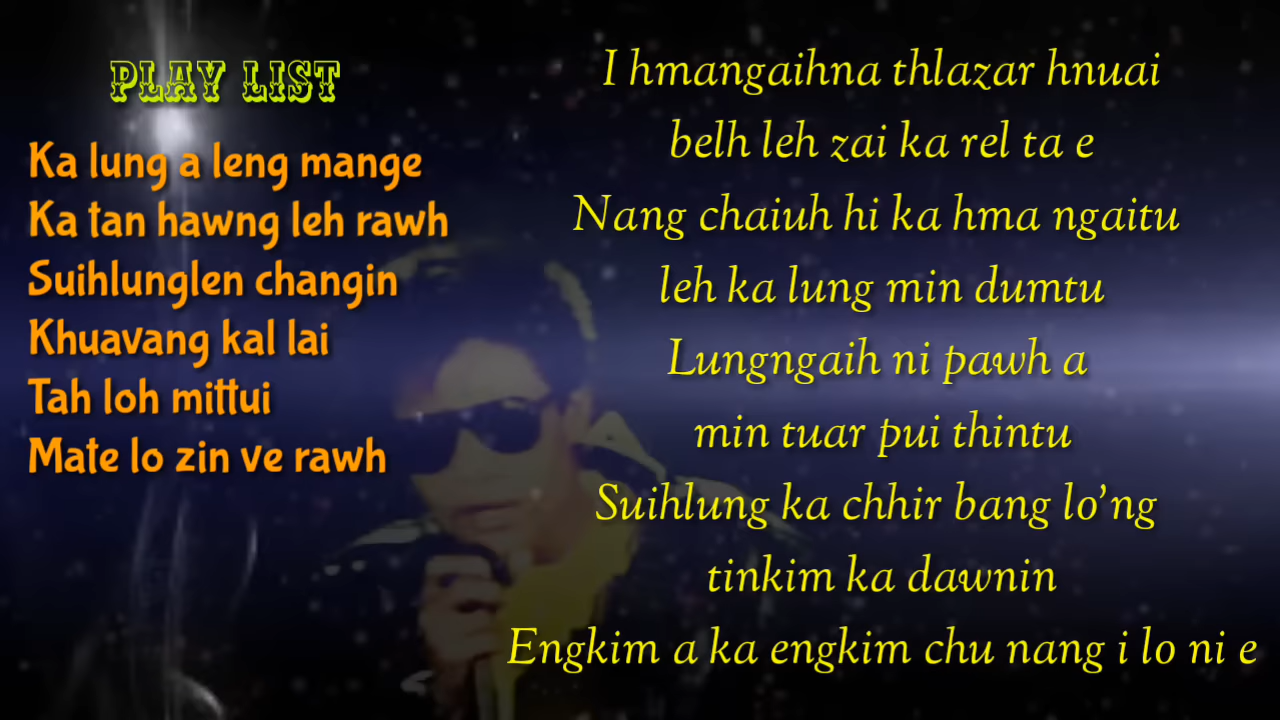 PLAY LIST
Ka lung a leng mange
Ka tan hawng leh rawh
Suihlunglen changin
Khuavang kal lai
Tah loh mittui
Mate lo zin ve rawh
I hmangaihna thlazar hnuai
belh leh zai ka rel ta e
Nang chaiuh hi ka hma ngaitu
leh ka lung min dumtu
Lungngaih ni pawh a
min tuar pui thintu
Suihlung ka chhir bang lo'ng
tinkim ka dawnin
Engkim a ka engkim chu nang i lo ni e